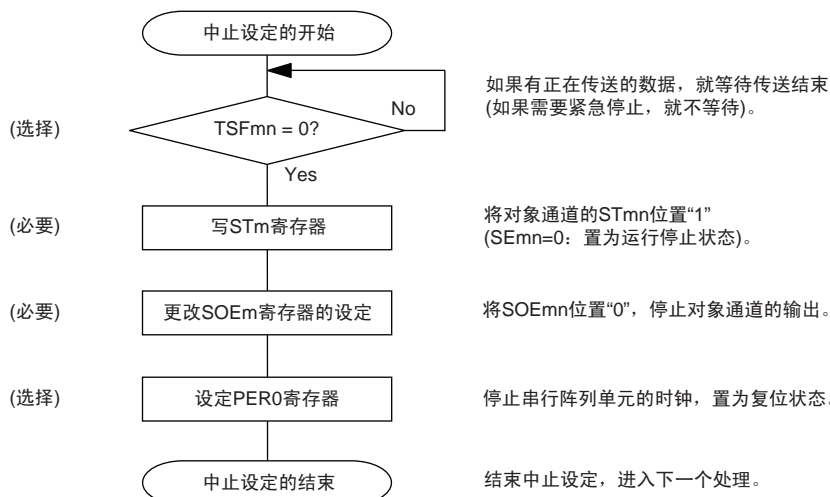 中止设定的开始
如果有正在传送的数据，就等待传送结束
(如果需要紧急停止，就不等待)。
No
(选择)
TSFmn = 0?
Yes
(必要)
写STm寄存器
将对象通道的STmn位置“1”
(SEmn=0：置为运行停止状态)。
(必要)
更改SOEm寄存器的设定
将SOEmn位置“0”，停止对象通道的输出。
(选择)
设定PER0寄存器
停止串行阵列单元的时钟，置为复位状态。
中止设定的结束
结束中止设定，进入下一个处理。